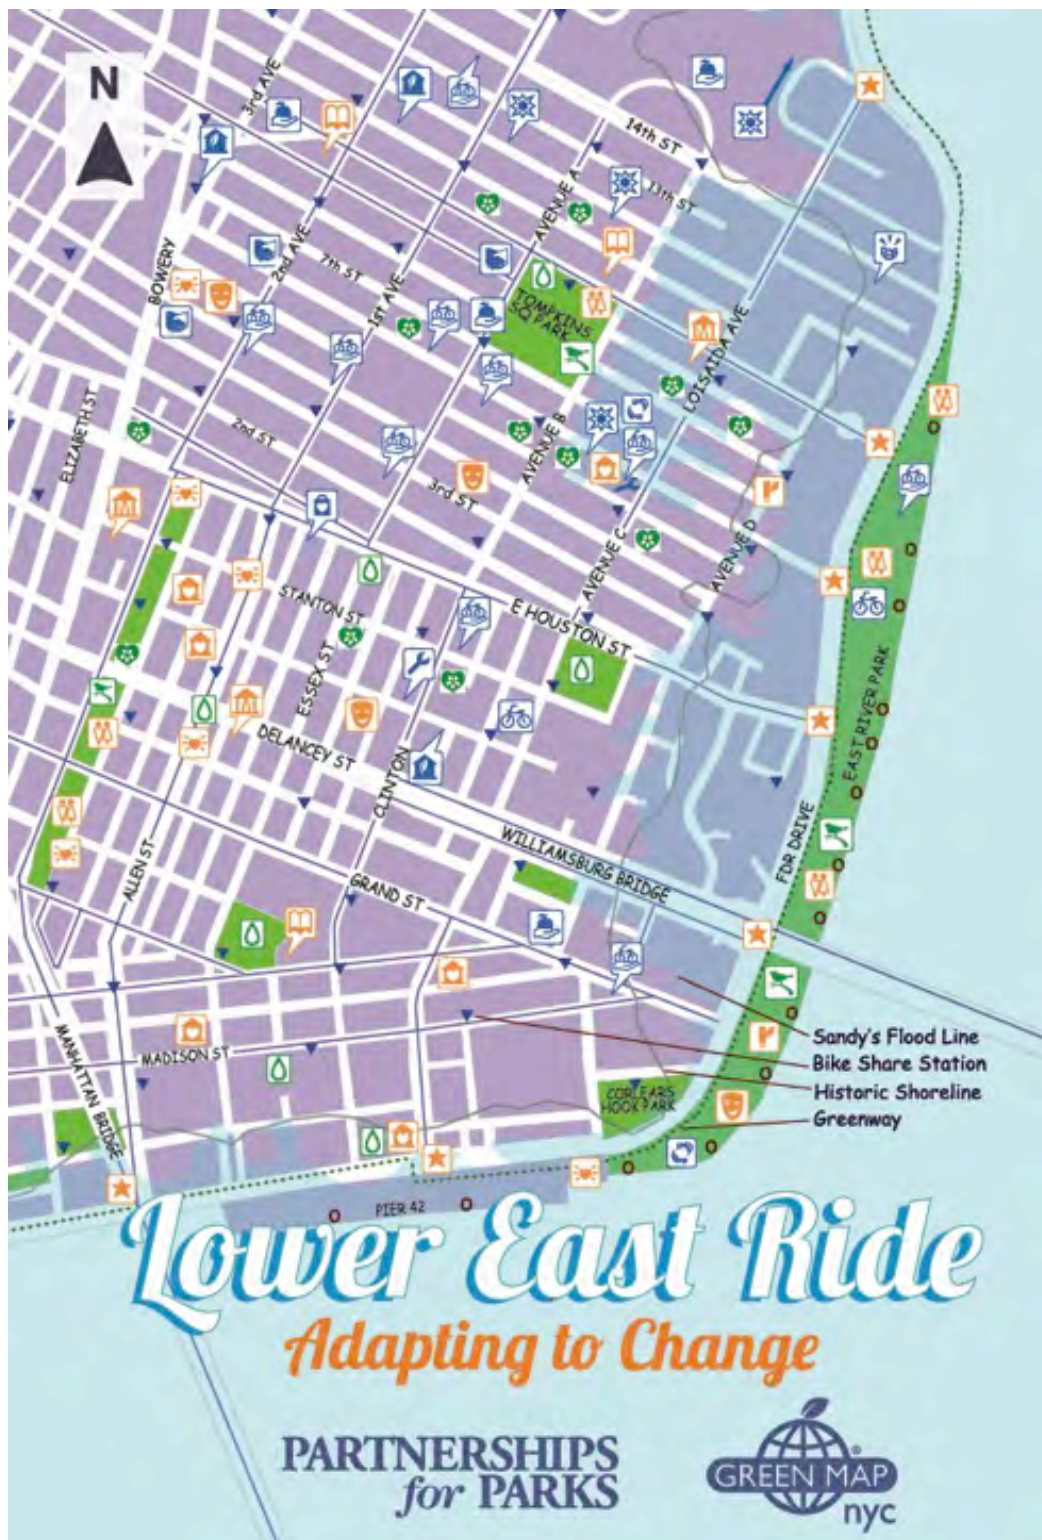 N
3rd AVE
14th ST
13th ST
AVENUE A
BOWERY
2nd AVE
7th ST
1st AVE
TOMPKINS
SQ PARK
LOISAIDA AVE
ELIZABETH ST
2nd ST
AVENUE B
3rd ST
AVENUE C
AVENUE D
STANTON ST
E HOUSTON ST
ESSEX ST
EAST RIVER PARK
DELANCEY ST
CLINTON
FDR DRIVE
WILLIAMSBURG BRIDGE
ALLEN ST
GRAND ST
Sandy's Flood Line
Bike Share Station
Historic Shoreline
Greenway
MANHATTAN BRIDGE
MADISON ST
CORLEARS
HOOK PARK
PIER 42
Lower East Ride
Adapting to Change
PARTNERSHIPS
for PARKS
GREEN MAP®
nyc